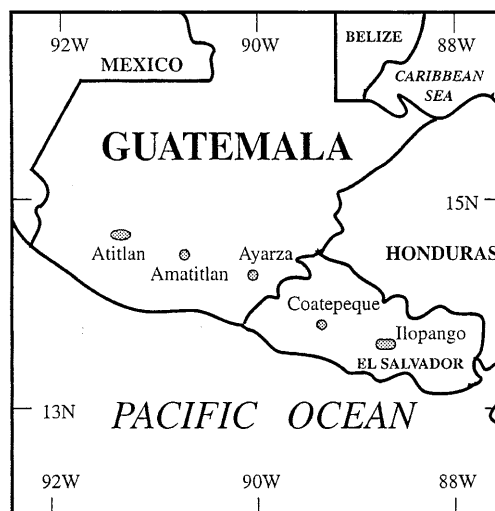 92W
90W
88W
BELIZE
MEXICO
CARIBBEAN
SEA
GUATEMALA
15N
Atitlan
Amatitlan
Ayarza
HONDURAS
Coatepeque
Ilopango
EL SALVADOR
13N
PACIFIC OCEAN
92W
90W
88W